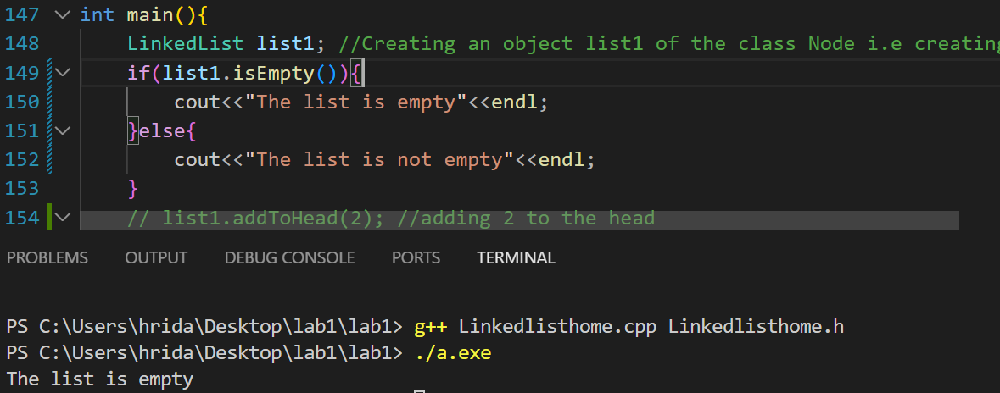 147 int main(){
148 LinkedList list1; //Creating an object list1 of the class Node i.e creating
149 if(list1.isEmpty()){
150 cout<<"The list is empty"<<endl;
151 }else{
152 cout<<"The list is not empty"<<endl;
153 }
154 // list1.addToHead(2); //adding 2 to the head
PROBLEMS OUTPUT DEBUG CONSOLE PORTS TERMINAL
PS C:\Users\hrida\Desktop\lab1\lab1> g++ Linkedlisthome.cpp Linkedlisthome.h
PS C:\Users\hrida\Desktop\lab1\lab1> ./a.exe
The list is empty